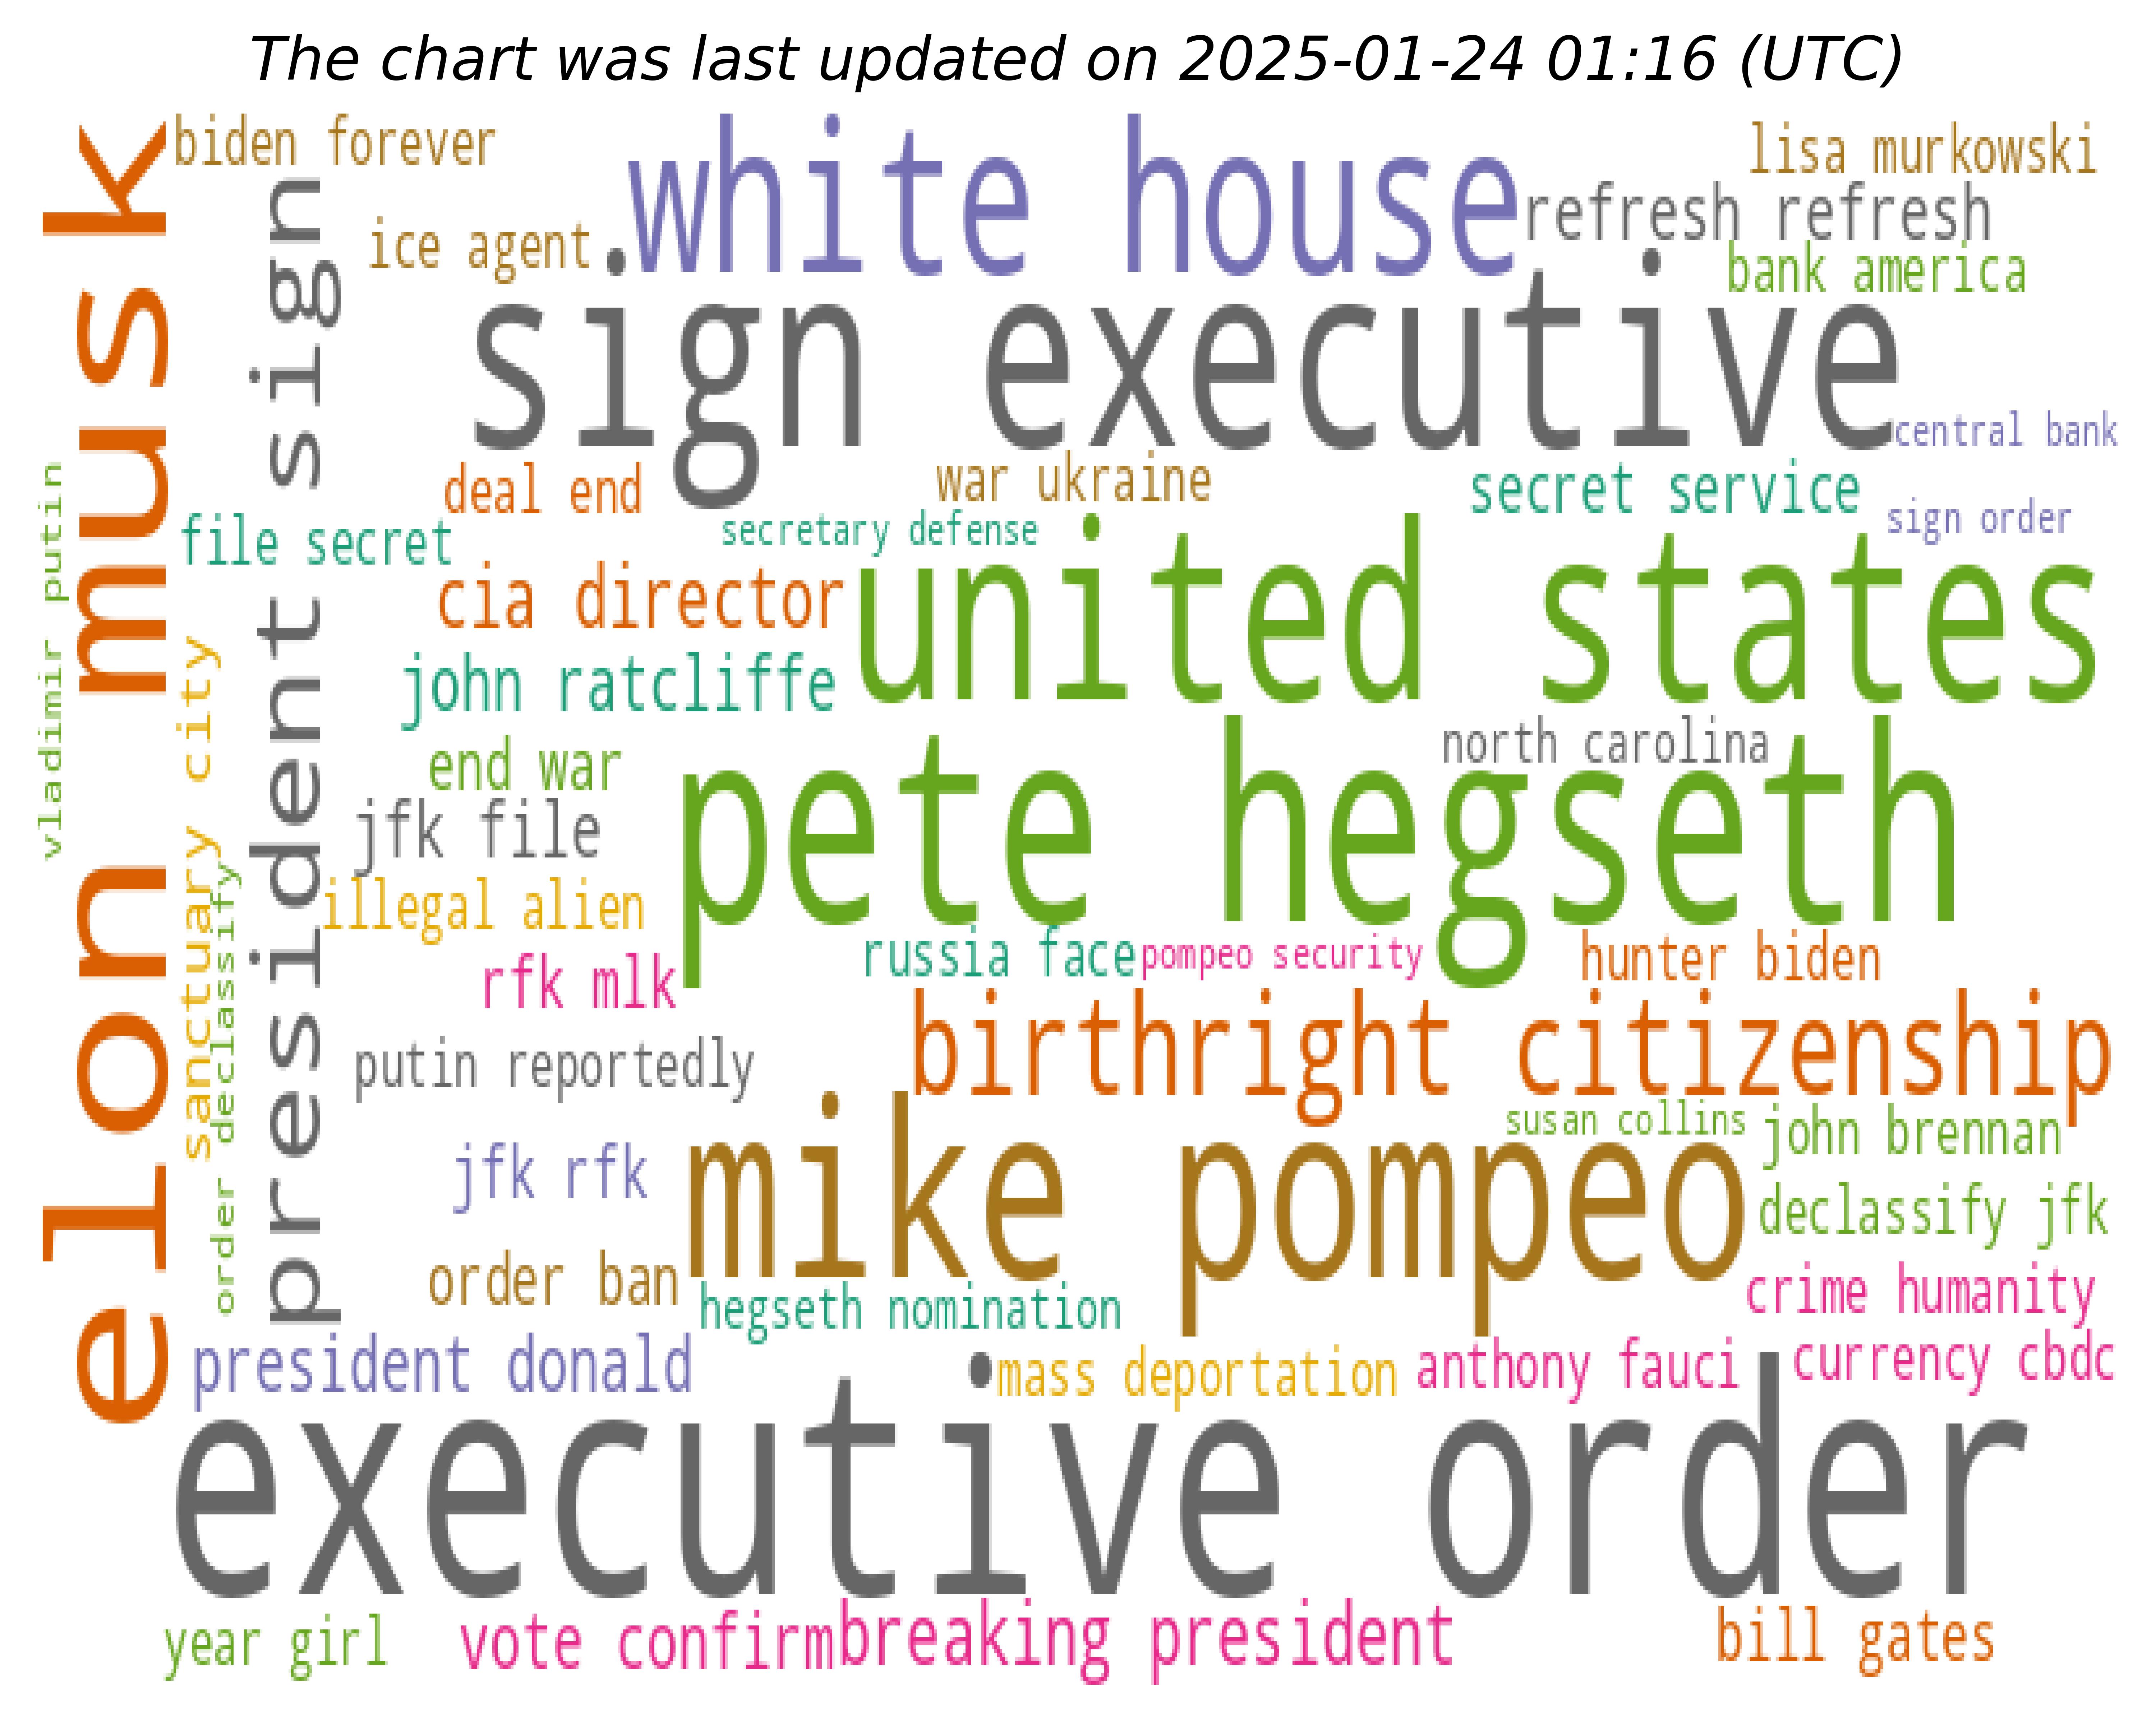 The chart was last updated on 2025-01-24 01:16 (UTC)
biden forever
white house
lisa murkowski
refresh refresh
ice agent
bank america
sign executive
central bank
elon musk
president sign
deal end
war ukraine
secret service
sign order
file secret
secretary defense
vladimir putin
cia director
united states
john ratcliffe
sanctuary city
north carolina
end war
pete hegseth
jfk file
order declassify
illegal alien
russia face
pompeo security
hunter biden
rfk mlk
birthright citizenship
putin reportedly
susan collins
john brennan
jfk rfk
mike pompeo
declassify jfk
order ban
crime humanity
hegseth nomination
president donald
mass deportation
anthony fauci
currency cbdc
executive order
year girl
vote confirm
breaking president
bill gates